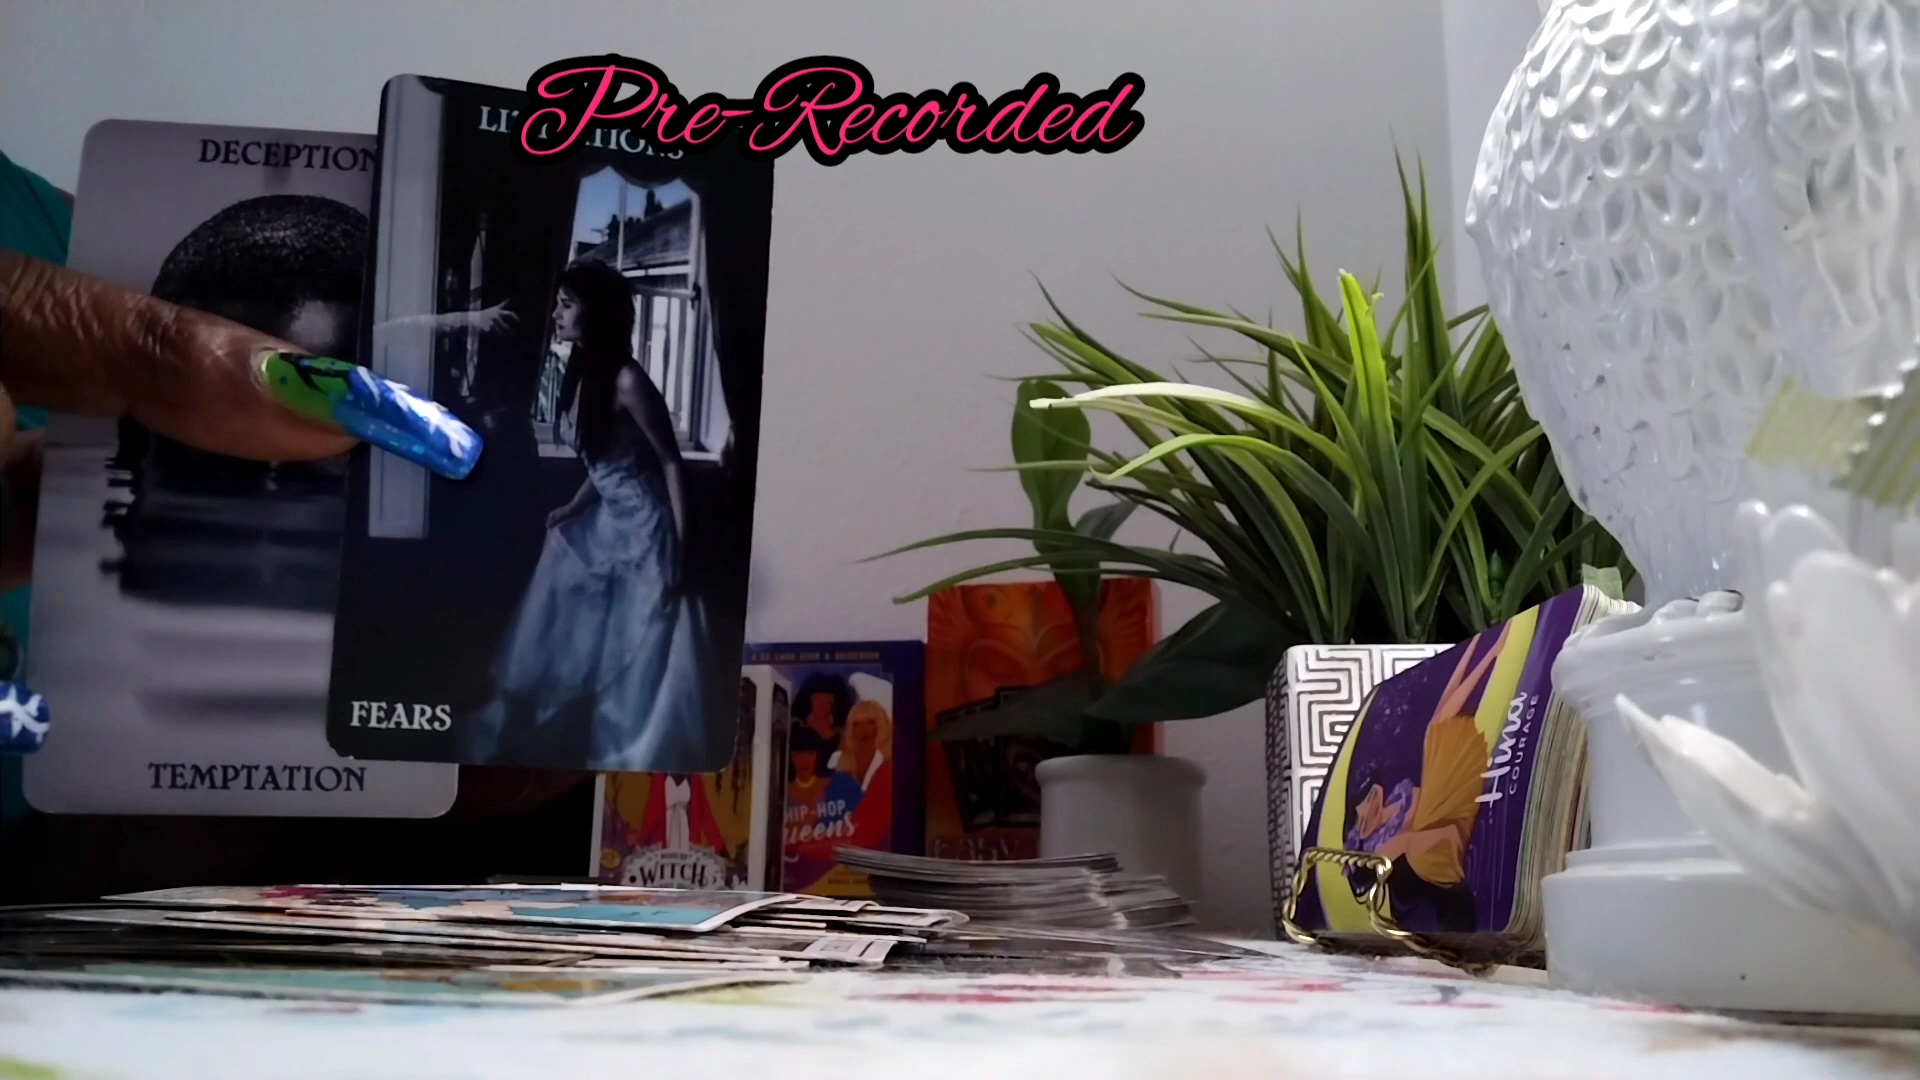 Pre-Recorded
DECEPTION
FEARS
TEMPTATION
HIP-HOP
Queens
WITCH
Hina
COURAGE